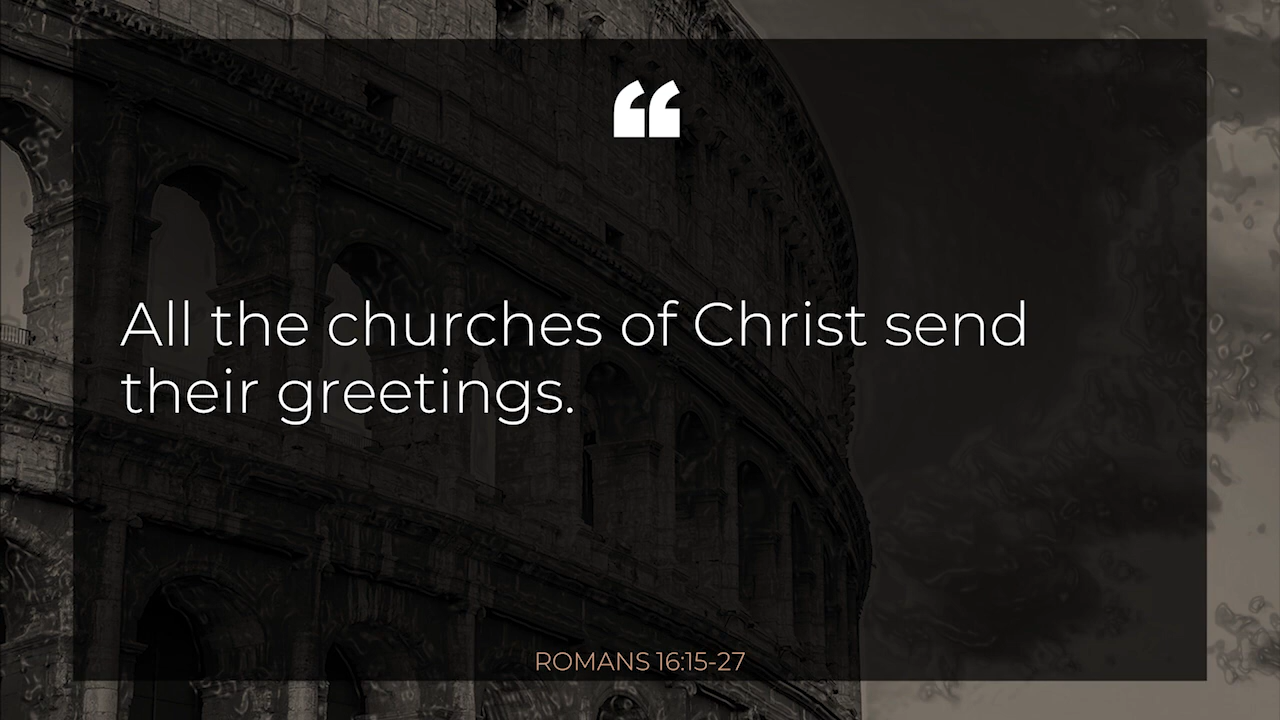 “
All the churches of Christ send
their greetings.
ROMANS 16:15-27